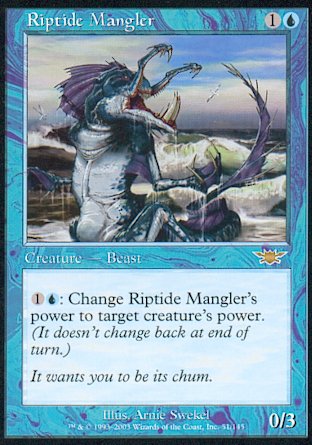 Riptide Mangler 1
Creature — Beast
1 : Change Riptide Mangler's
power to target creature's power.
(It doesn't change back at end of
turn.)
It wants you to be its chum.
Illus. Arnie Swekel
™ & © 1993-2003 Wizards of the Coast, Inc. 51/145
0/3